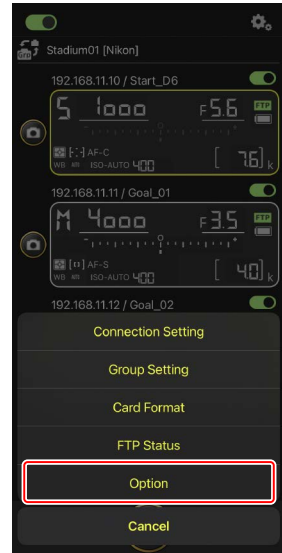 Grp
Stadium01 [Nikon]
192.168.11.10 / Start_D6
S 1000 F5.6 FTP
AF-C
WB ISO-AUTO 400 [ 7.6] k
192.168.11.11 / Goal_01
M 4000 F3.5 FTP
AF-S
WB ISO-AUTO 400 [ 4.0] k
192.168.11.12 / Goal_02
Connection Setting
Group Setting
Card Format
FTP Status
Option
Cancel